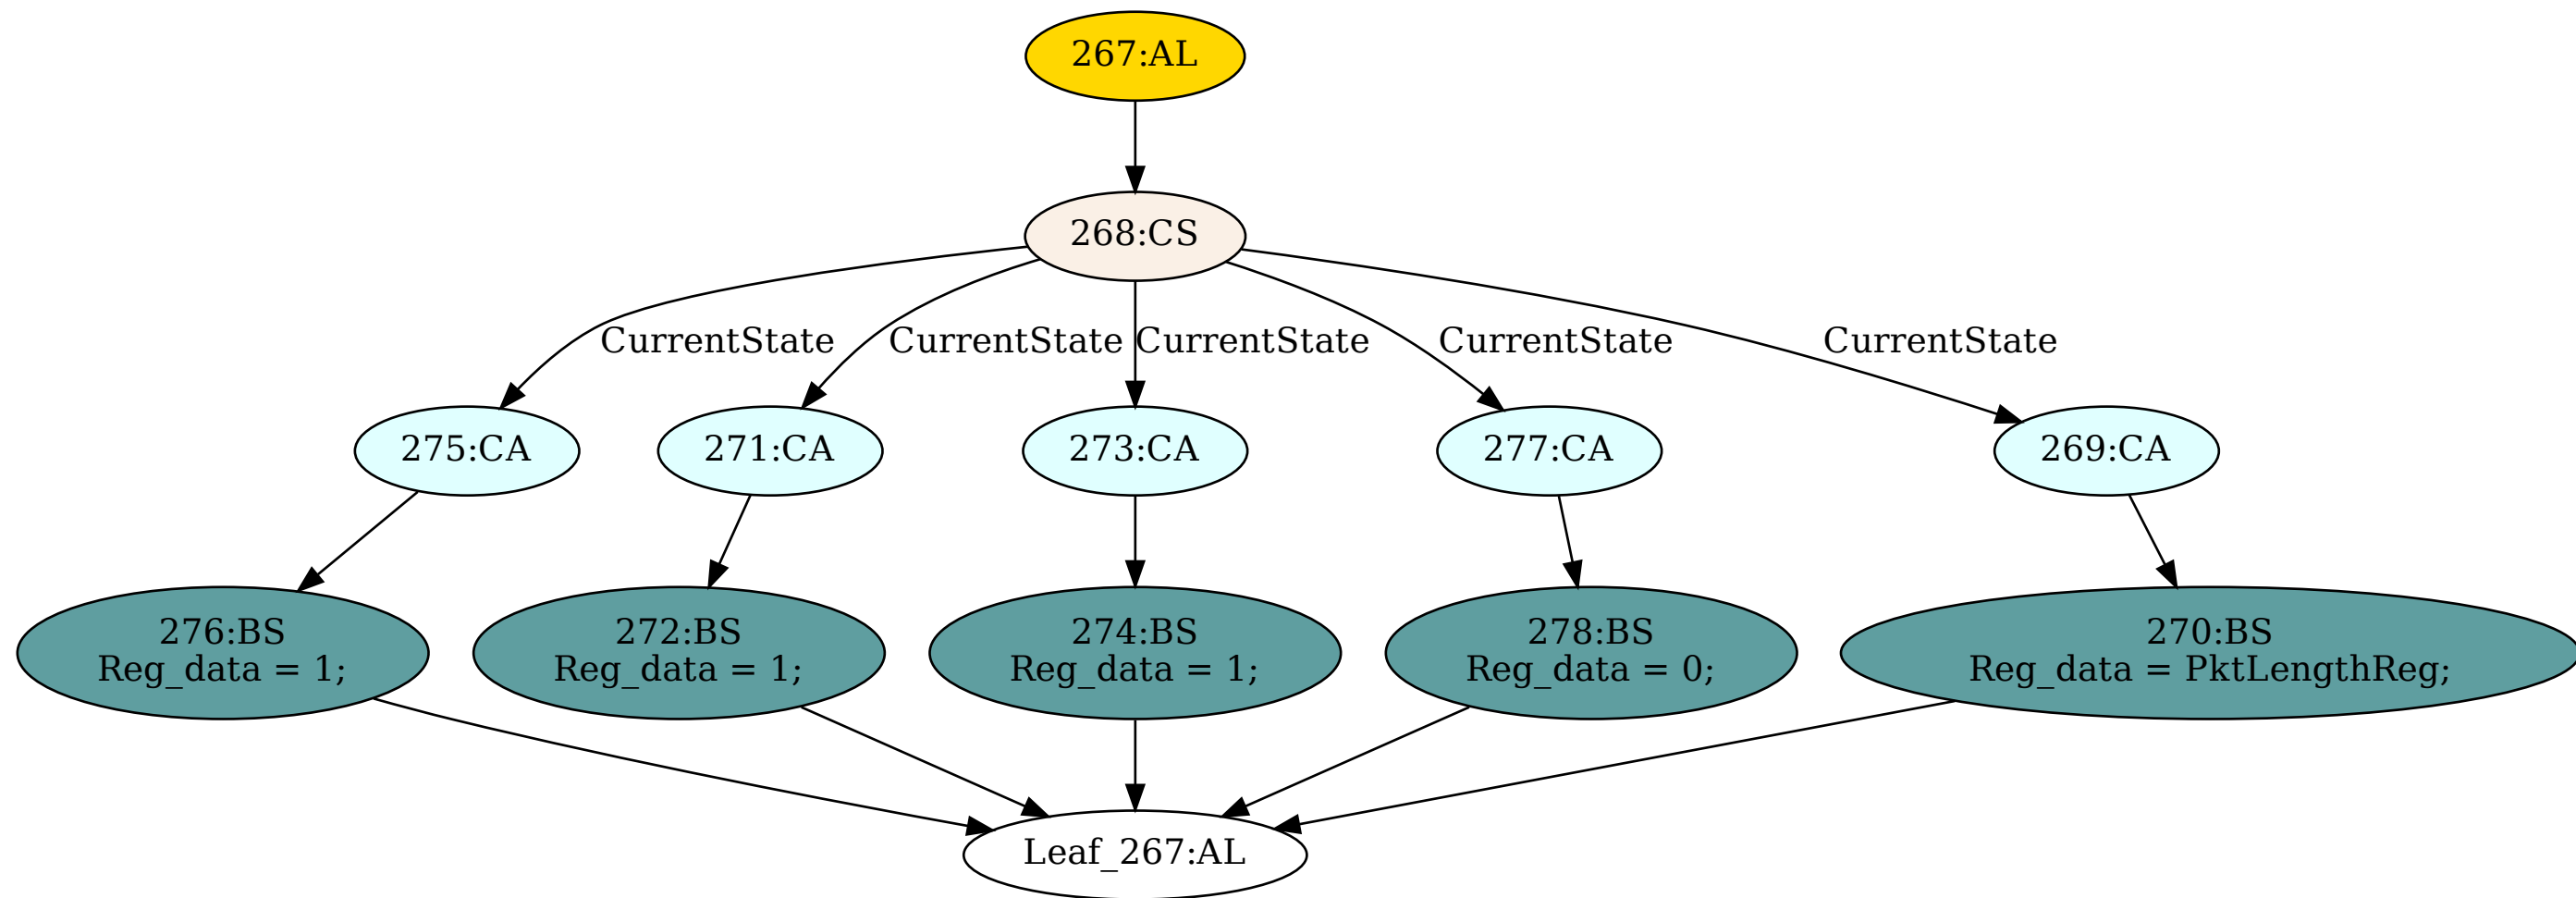 267:AL
268:CS
CurrentState
CurrentState
CurrentState
CurrentState
CurrentState
275:CA
271:CA
273:CA
277:CA
269:CA
276:BS
Reg_data = 1;
272:BS
Reg_data = 1;
274:BS
Reg_data = 1;
278:BS
Reg_data = 0;
270:BS
Reg_data = PktLengthReg;
Leaf_267:AL